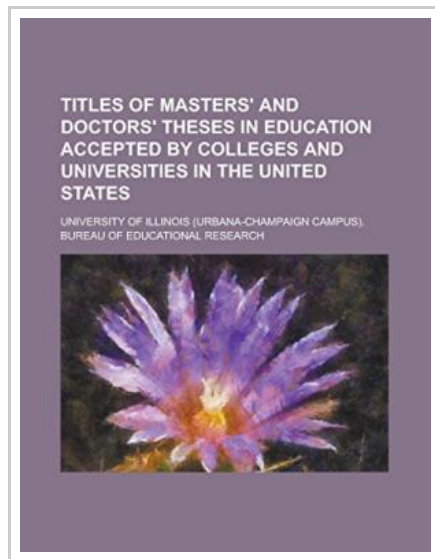 TITLES OF MASTERS' AND
DOCTORS' THESES IN EDUCATION
ACCEPTED BY COLLEGES AND
UNIVERSITIES IN THE UNITED
STATES
UNIVERSITY OF ILLINOIS (URBANA-CHAMPAIGN CAMPUS).
BUREAU OF EDUCATIONAL RESEARCH